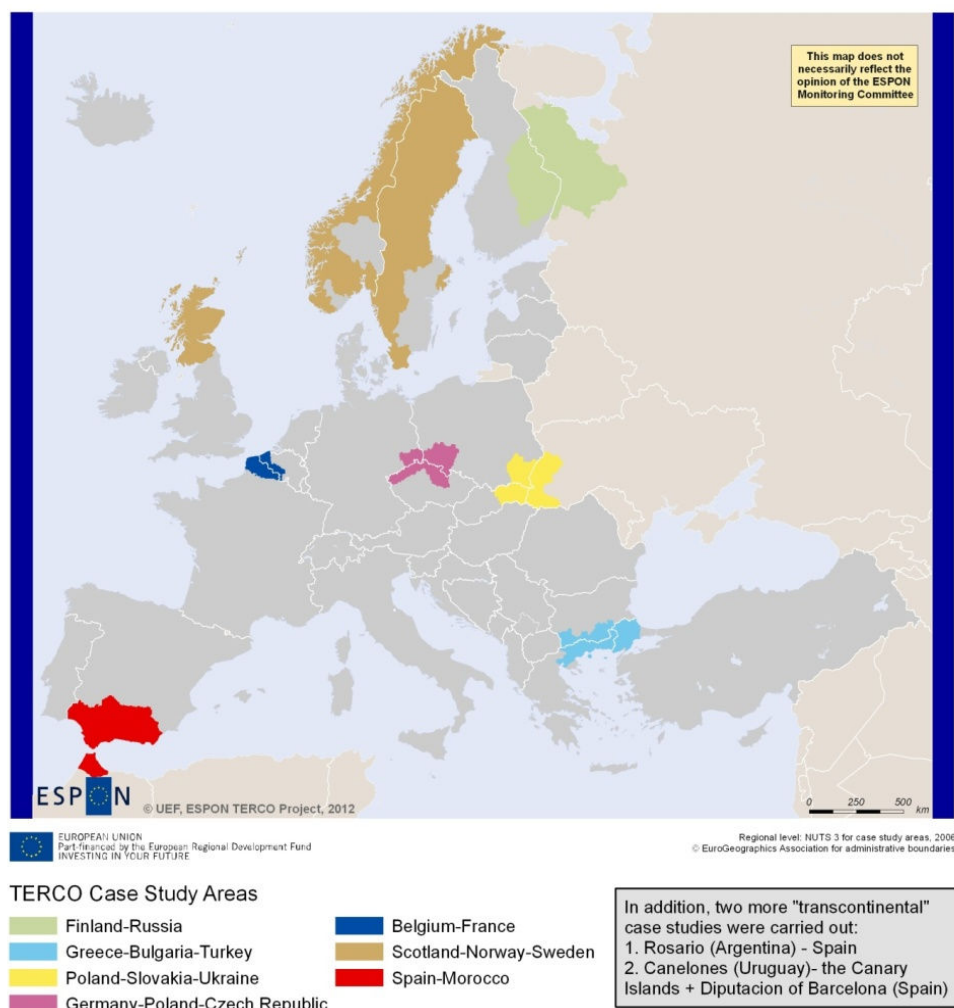 This map does not
necessarily reflect the
opinion of the ESPON
Monitoring Committee
ESPON
© UEF, ESPON TERCO Project, 2012
0 250 500 km
EUROPEAN UNION
Part-financed by the European Regional Development Fund
INVESTING IN YOUR FUTURE
Regional level: NUTS 3 for case study areas, 2006
© EuroGeographics Association for administrative boundaries
TERCO Case Study Areas
Finland-Russia
Greece-Bulgaria-Turkey
Poland-Slovakia-Ukraine
Germany-Poland-Czech Republic
Belgium-France
Scotland-Norway-Sweden
Spain-Morocco
In addition, two more "transcontinental"
case studies were carried out:
1. Rosario (Argentina) - Spain
2. Canelones (Uruguay)- the Canary
Islands + Diputacion of Barcelona (Spain)